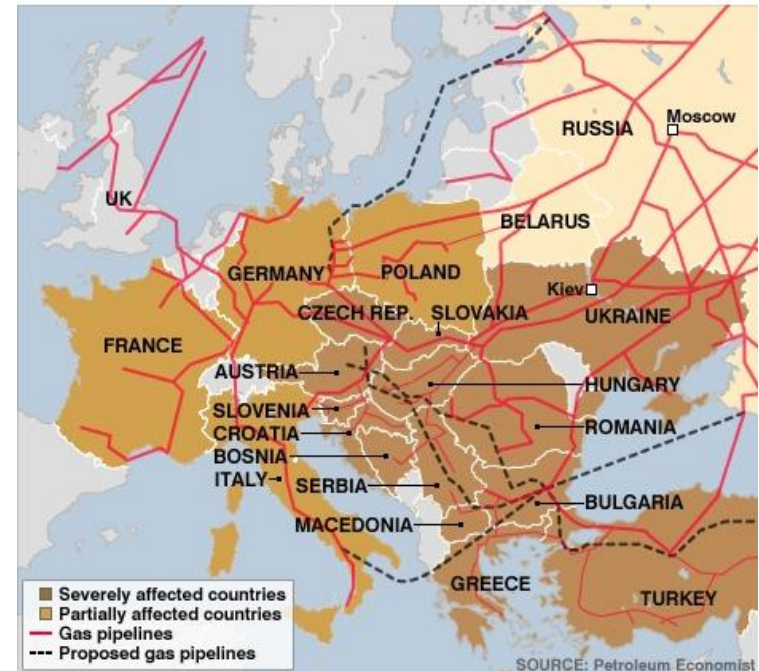 Moscow
RUSSIA
UK
BELARUS
GERMANY
POLAND
Kiev
CZECH REP.
SLOVAKIA
UKRAINE
FRANCE
AUSTRIA
HUNGARY
SLOVENIA
CROATIA
ROMANIA
BOSNIA
ITALY
SERBIA
BULGARIA
MACEDONIA
GREECE
TURKEY
Severely affected countries
Partially affected countries
Gas pipelines
Proposed gas pipelines
SOURCE: Petroleum Economist